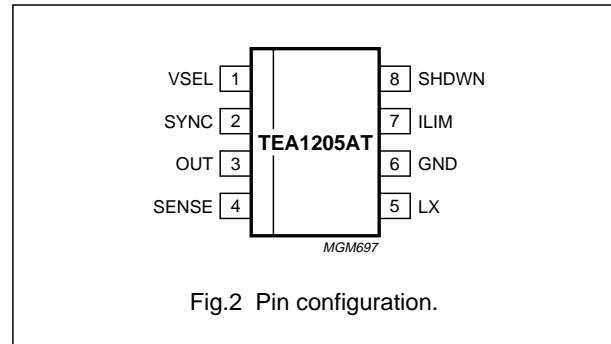 VSEL 1 8 SHDWN
SYNC 2 7 ILIM
TEA1205AT
OUT 3 6 GND
SENSE 4 5 LX
MGM697
Fig.2 Pin configuration.